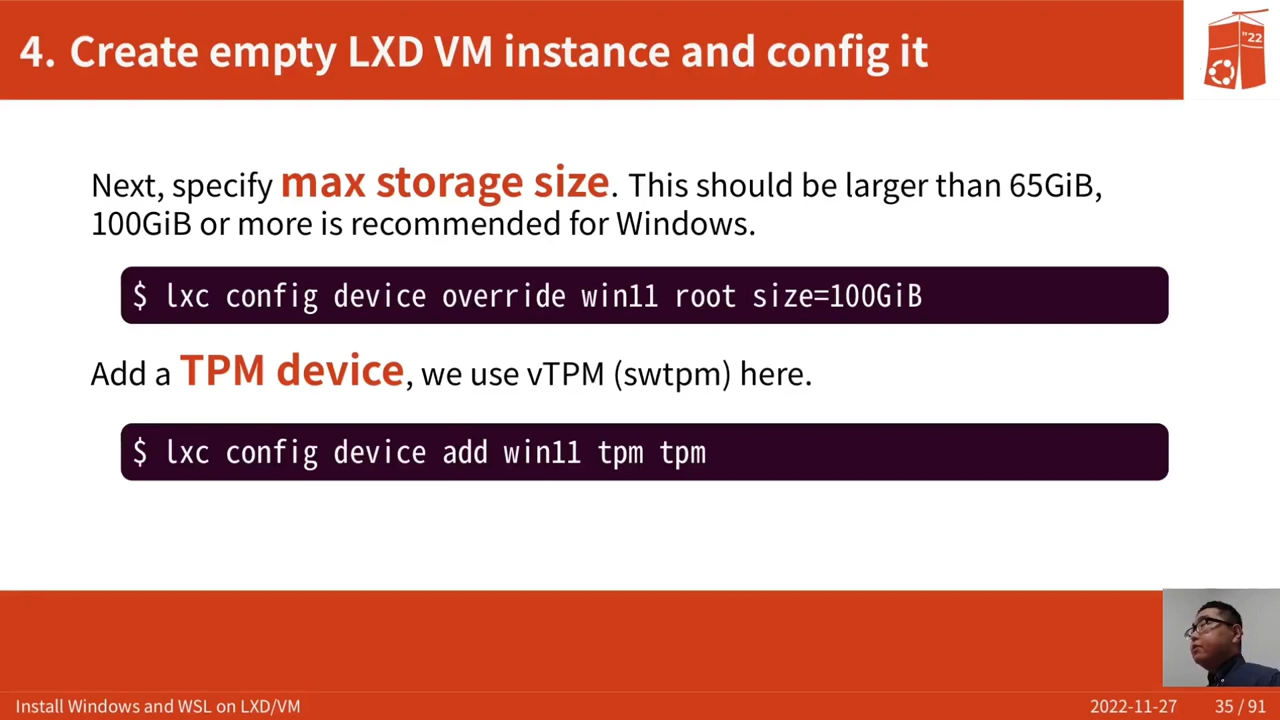 4. Create empty LXD VM instance and config it
"22
Next, specify max storage size. This should be larger than 65GiB,
100GiB or more is recommended for Windows.
$ lxc config device override win11 root size=100GiB
Add a TPM device, we use vTPM (swtpm) here.
$ lxc config device add win11 tpm tpm
Install Windows and WSL on LXD/VM
2022-11-27
35 / 91